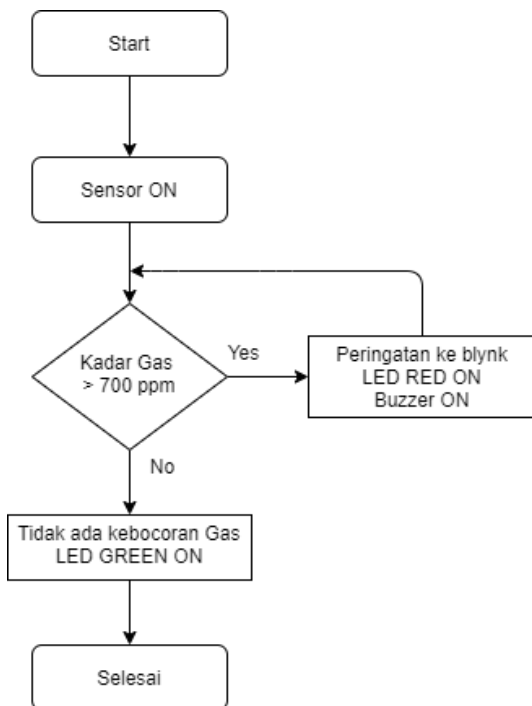 Start
Sensor ON
Kadar Gas
> 700 ppm
Yes
Peringatan ke blynk
LED RED ON
Buzzer ON
No
Tidak ada kebocoran Gas
LED GREEN ON
Selesai